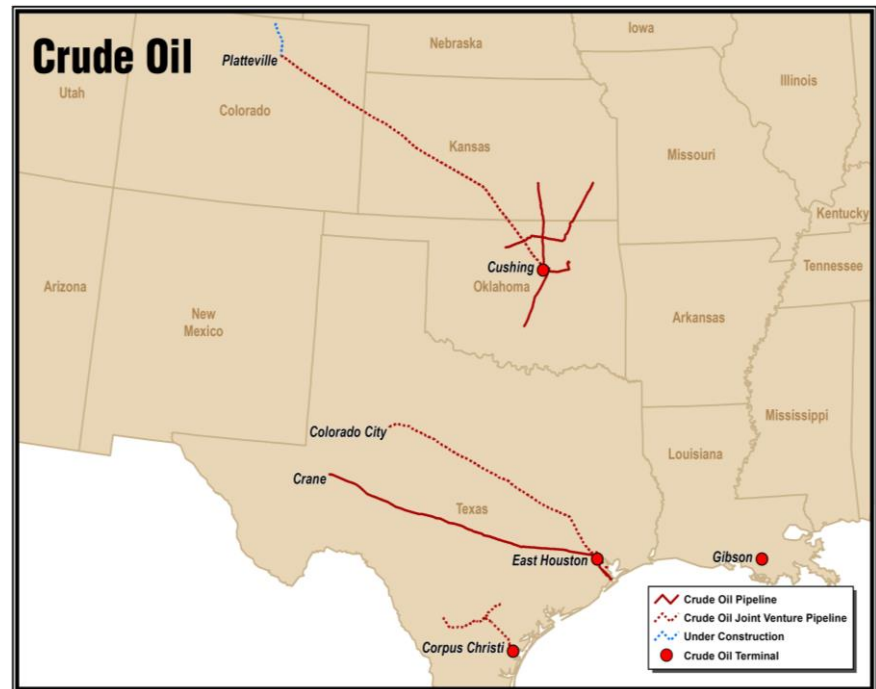 Crude Oil
Platteville
Nebraska
Iowa
Illinois
Utah
Colorado
Kansas
Missouri
Kentucky
Tennessee
Cushing
Oklahoma
Arizona
New
Mexico
Arkansas
Mississippi
Colorado City
Louisiana
Crane
Texas
East Houston
Gibson
Corpus Christi
Crude Oil Pipeline
Crude Oil Joint Venture Pipeline
Under Construction
Crude Oil Terminal